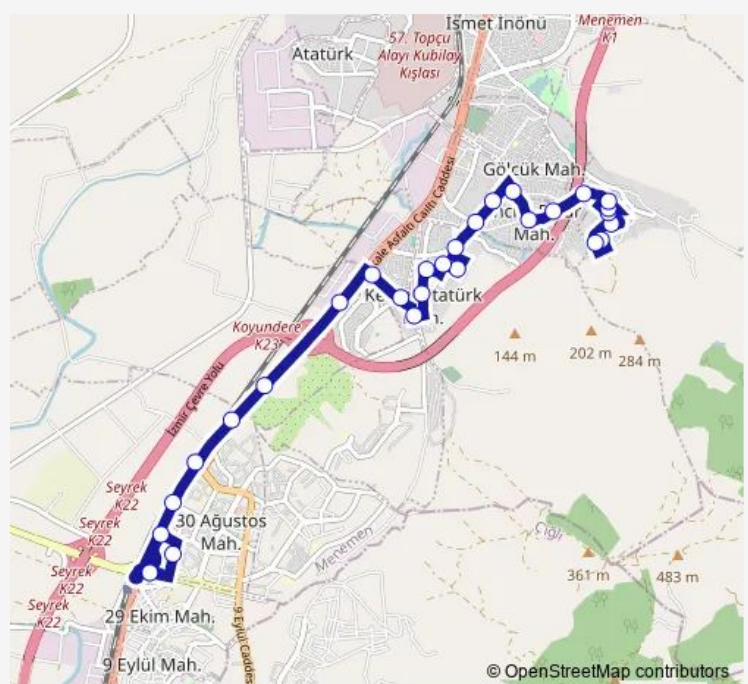 İsmet İnönü
Menemen
K1
Atatürk
57. Topçu
Alayı Kubilay
Kışlası
Gölcük Mah.
Mah.
Asfaltı Caltı Caddesi
Atatürk
144 m
202 m
284 m
Koyundere
K23
İzmir Çevre Yolu
Seyrek
K22
Seyrek
K22
Seyrek
K22
Seyrek
K22
30 Ağustos
Mah.
Menemen
Çiğli
361 m
483 m
29 Ekim Mah.
9 Eylül Mah.
9 Eylül Caddesi
© OpenStreetMap contributors